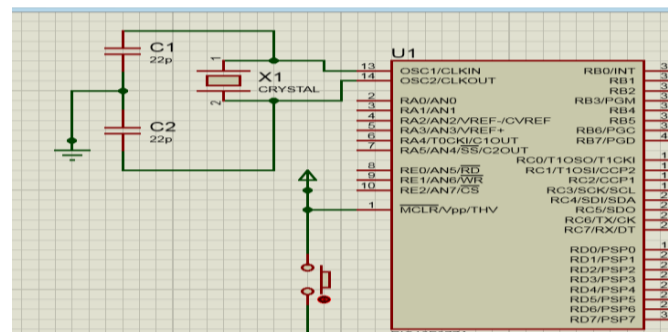 C1
22p
C2
22p
1
X1
CRYSTAL
2
U1
13 OSC1/CLKIN
14 OSC2/CLKOUT
2 RA0/AN0
3 RA1/AN1
4 RA2/AN2/VREF-/CVREF
5 RA3/AN3/VREF+
6 RA4/T0CKI/C1OUT
7 RA5/AN4/SS/C2OUT
8 RE0/AN5/RD
9 RE1/AN6/WR
10 RE2/AN7/CS
1 MCLR/Vpp/THV
RB0/INT
RB1
RB2
RB3/PGM
RB4
RB5
RB6/PGC
RB7/PGD
RC0/T1OSO/T1CKI
RC1/T1OSI/CCP2
RC2/CCP1
RC3/SCK/SCL
RC4/SDI/SDA
RC5/SDO
RC6/TX/CK
RC7/RX/DT
RD0/PSP0
RD1/PSP1
RD2/PSP2
RD3/PSP3
RD4/PSP4
RD5/PSP5
RD6/PSP6
RD7/PSP7